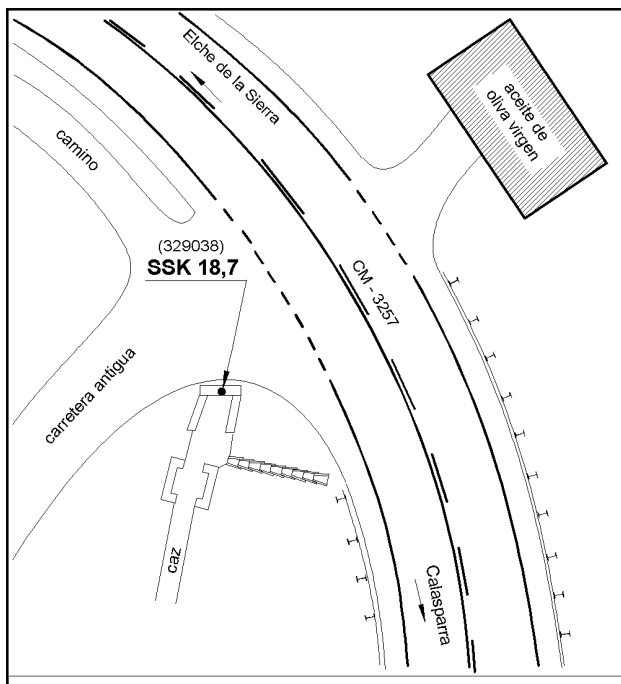 Elche de la Sierra
aceite de
oliva virgen
camino
(329038)
SSK 18,7
CM - 3257
carretera antigua
caz
Calasparra